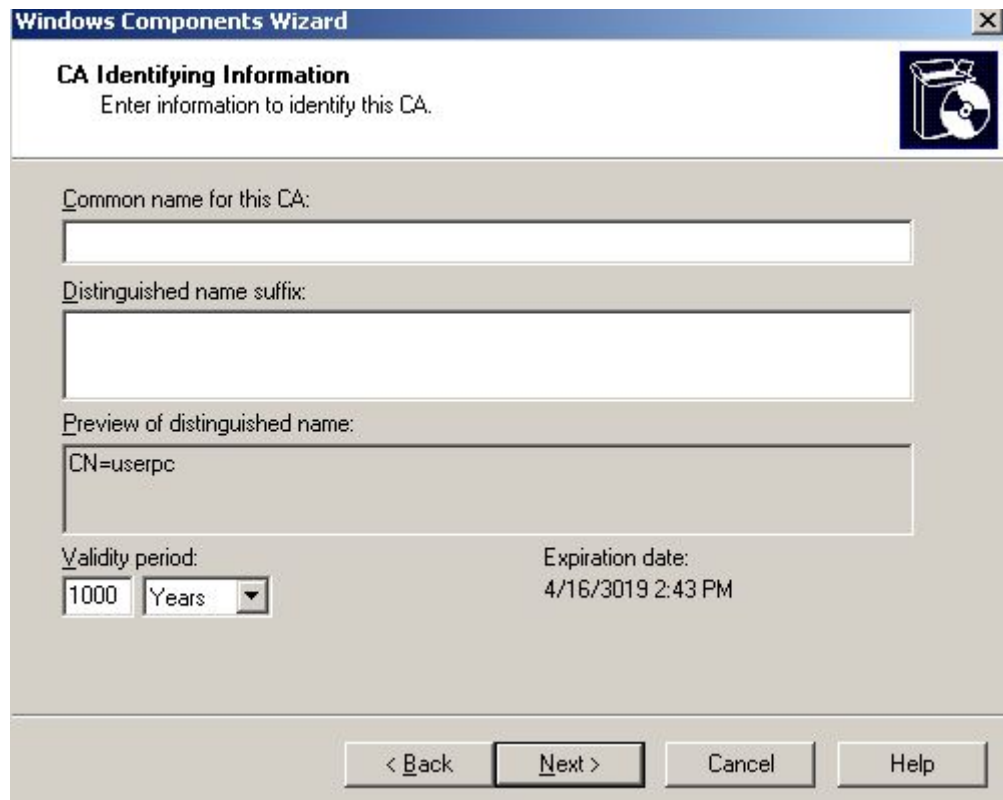 Windows Components Wizard
CA Identifying Information
Enter information to identify this CA.
Common name for this CA:
Distinguished name suffix:
Preview of distinguished name:
CN=userpc
Validity period:
Expiration date:
1000 Years
4/16/3019 2:43 PM
< Back Next > Cancel Help